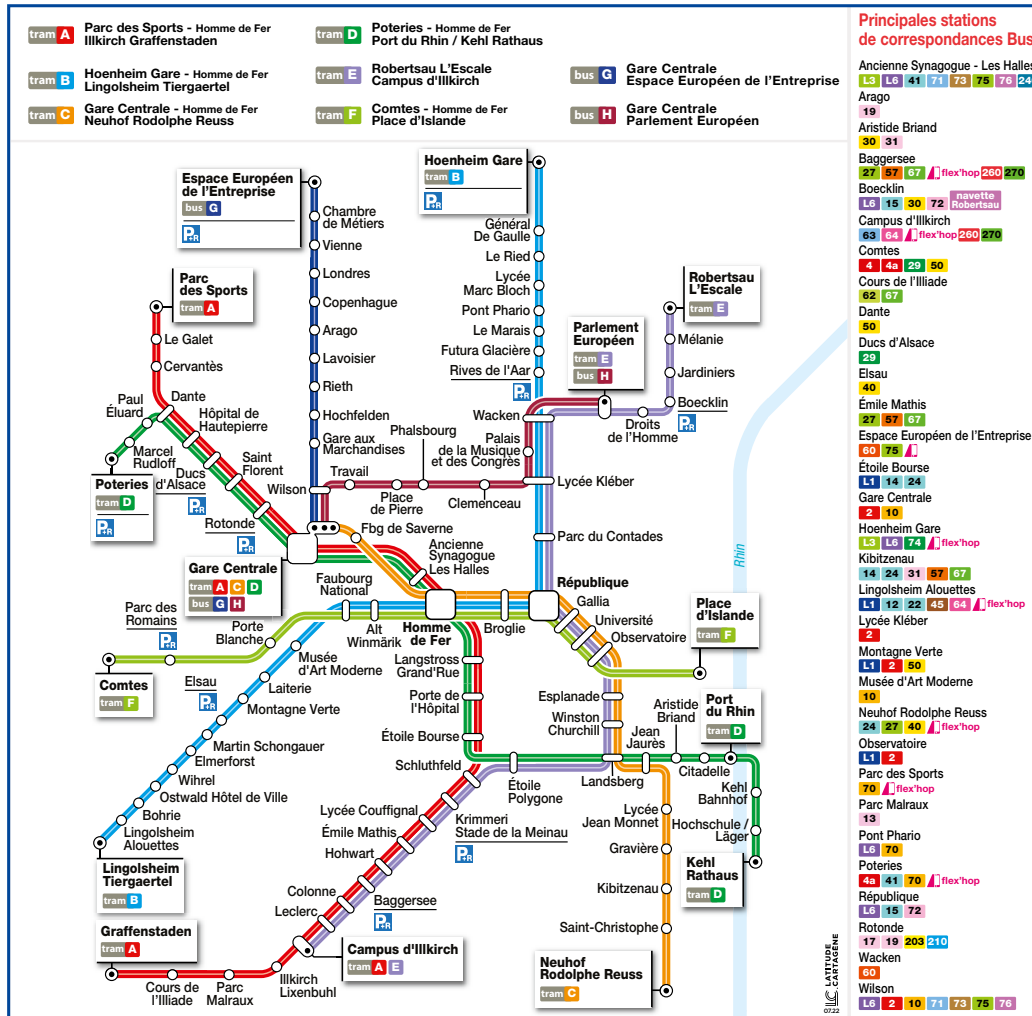 tram A Parc des Sports - Homme de Fer
Illkirch Graffenstaden
tram B Hoenheim Gare - Homme de Fer
Lingolsheim Tiergaertel
tram C Gare Centrale - Homme de Fer
Neuhof Rodolphe Reuss
tram D Poteries - Homme de Fer
Port du Rhin / Kehl Rathaus
tram E Robertsau L'Escale
Campus d'Illkirch
tram F Comtes - Homme de Fer
Place d'Islande
bus G Gare Centrale
Espace Européen de l'Entreprise
bus H Gare Centrale
Parlement Européen
Espace Européen
de l'Entreprise
bus G
P+R
Chambre
de Métiers
Vienne
Londres
Copenhague
Arago
Lavoisier
Rieth
Hochfelden
Gare aux
Marchandises
Wilson
Hoenheim Gare
tram B
P+R
Général
De Gaulle
Le Ried
Lycée
Marc Bloch
Pont Phario
Le Marais
Futura Glacière
Rives de l'Aar
P+R
Wacken
Palais
de la Musique
et des Congrès
Lycée Kléber
Parc du Contades
Robertsau
L'Escale
tram E
Mélanie
Jardiniers
Boecklin
P+R
Droits
de l'Homme
Parlement
Européen
tram E
bus H
Parc
des Sports
tram A
Le Galet
Cervantès
Dante
Paul
Éluard
Marcel
Rudloff
Poteries
tram D
P+R
Hôpital de
Hautepierre
Ducs
d'Alsace
P+R
Saint
Florent
Rotonde
P+R
Travail
Phalsbourg
Place
de Pierre
Clemenceau
Fbg de Saverne
Gare Centrale
tram A C D
bus G H
Ancienne
Synagogue
Les Halles
Faubourg
National
Alt
Winmärik
Homme
de Fer
Broglie
République
Gallia
Université
Observatoire
Place
d'Islande
tram F
Rhin
Parc des
Romains
P+R
Porte
Blanche
Comtes
tram F
Elsau
P+R
Musée
d'Art Moderne
Laiterie
Montagne Verte
Martin Schongauer
Elmerforst
Wihrel
Ostwald Hôtel de Ville
Bohrie
Lingolsheim
Alouettes
Lingolsheim
Tiergaertel
tram B
Langstross
Grand'Rue
Porte de
l'Hôpital
Étoile Bourse
Schluthfeld
Étoile
Polygone
Krimmeri
Stade de la Meinau
P+R
Lycée Couffignal
Émile Mathis
Hohwart
Baggersee
P+R
Colonne
Leclerc
Campus d'Illkirch
tram A E
Graffenstaden
tram A
Cours de
l'Illiade
Parc
Malraux
Illkirch
Lixenbuhl
Esplanade
Winston
Churchill
Landsberg
Jean
Jaurès
Aristide
Briand
Citadelle
Port
du Rhin
tram D
Kehl
Bahnhof
Hochschule /
Läger
Kehl
Rathaus
tram D
Lycée
Jean Monnet
Gravière
Kibitzenau
Saint-Christophe
Neuhof
Rodolphe Reuss
tram C
LATITUDE
CARTAGÈNE
07.22
Principales stations
de correspondances Bus
Ancienne Synagogue - Les Halles
L3 L6 41 71 73 75 76
Arago
19
Aristide Briand
30 31
Baggersee
27 57 67 flex'hop 260 270
Boecklin
L6 15 30 72 navette Robertsau
Campus d'Illkirch
63 64 flex'hop 260 270
Comtes
4 4a 29 50
Cours de l'Illiade
62 67
Dante
50
Ducs d'Alsace
29
Elsau
40
Émile Mathis
27 57 67
Espace Européen de l'Entreprise
60 75
Étoile Bourse
L1 14 24
Gare Centrale
2 10
Hoenheim Gare
L3 L6 74 flex'hop
Kibitzenau
14 24 31 57 67
Lingolsheim Alouettes
L1 12 22 45 64 flex'hop
Lycée Kléber
2
Montagne Verte
L1 2 50
Musée d'Art Moderne
10
Neuhof Rodolphe Reuss
24 27 40 flex'hop
Observatoire
L1 2
Parc des Sports
70 flex'hop
Parc Malraux
13
Pont Phario
L6 70
Poteries
4a 41 70 flex'hop
République
L6 15 72
Rotonde
17 19 203 210
Wacken
60
Wilson
L6 2 10 71 73 75 76